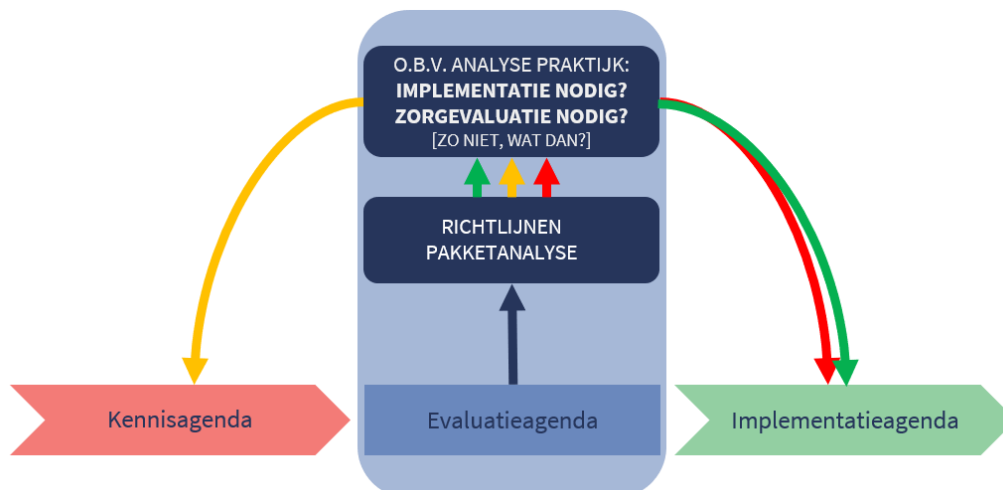 O.B.V. ANALYSE PRAKTIJK:
IMPLEMENTATIE NODIG?
ZORGEVALUATIE NODIG?
[ZO NIET, WAT DAN?]
RICHTLIJNEN
PAKKETANALYSE
Kennisagenda
Evaluatieagenda
Implementatieagenda